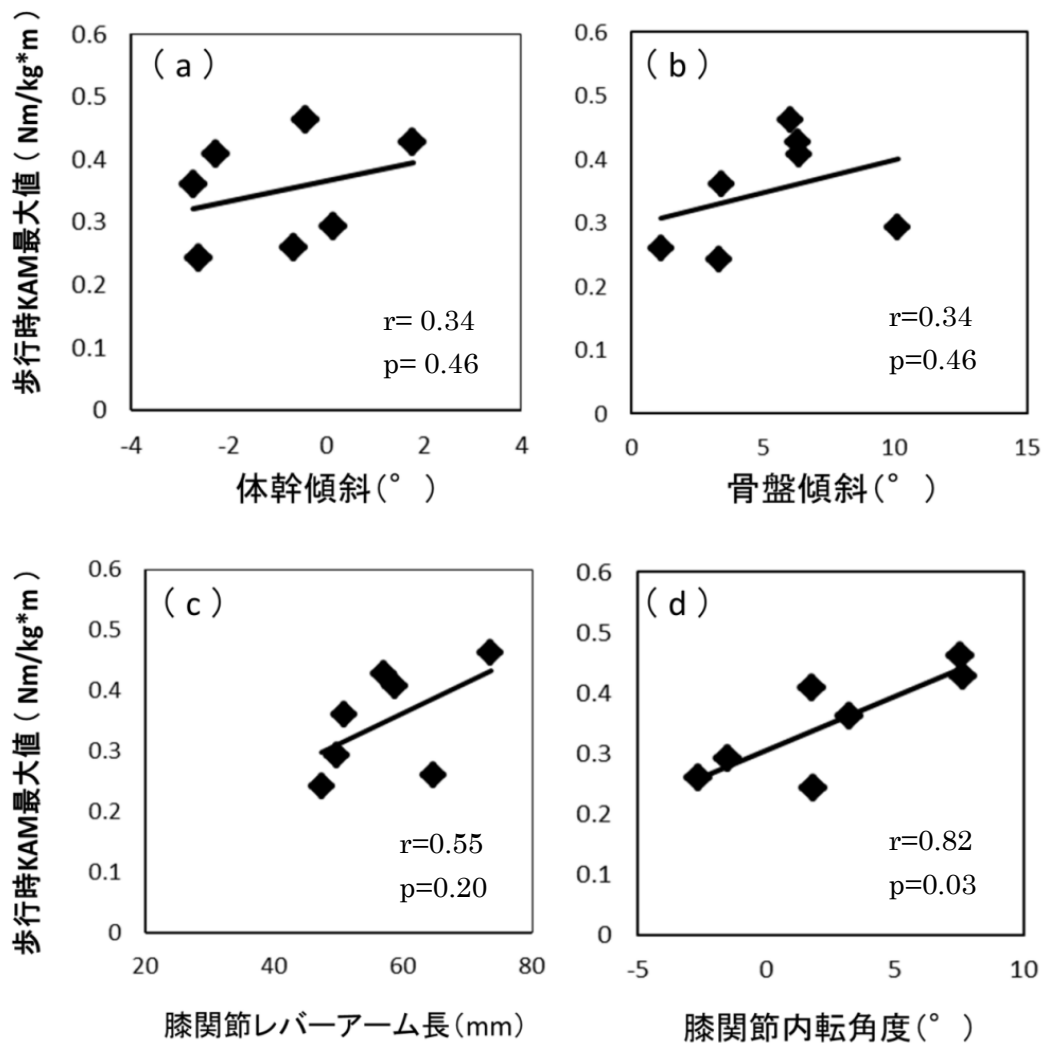 歩行時KAM最大値（Nm/kg*m）
0.6
0.5
0.4
0.3
0.2
0.1
0
（a）
r= 0.34
p= 0.46
-4
-2
0
2
4
体幹傾斜（°）
0.6
0.5
0.4
0.3
0.2
0.1
0
（b）
r=0.34
p=0.46
0
5
10
15
骨盤傾斜（°）
歩行時KAM最大値（Nm/kg*m）
0.6
0.5
0.4
0.3
0.2
0.1
0
（c）
r=0.55
p=0.20
20
40
60
80
膝関節レバーアーム長（mm）
0.6
0.5
0.4
0.3
0.2
0.1
0
（d）
r=0.82
p=0.03
-5
0
5
10
膝関節内転角度（°）